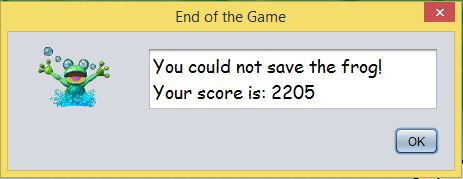 End of the Game
You could not save the frog!
Your score is: 2205
OK